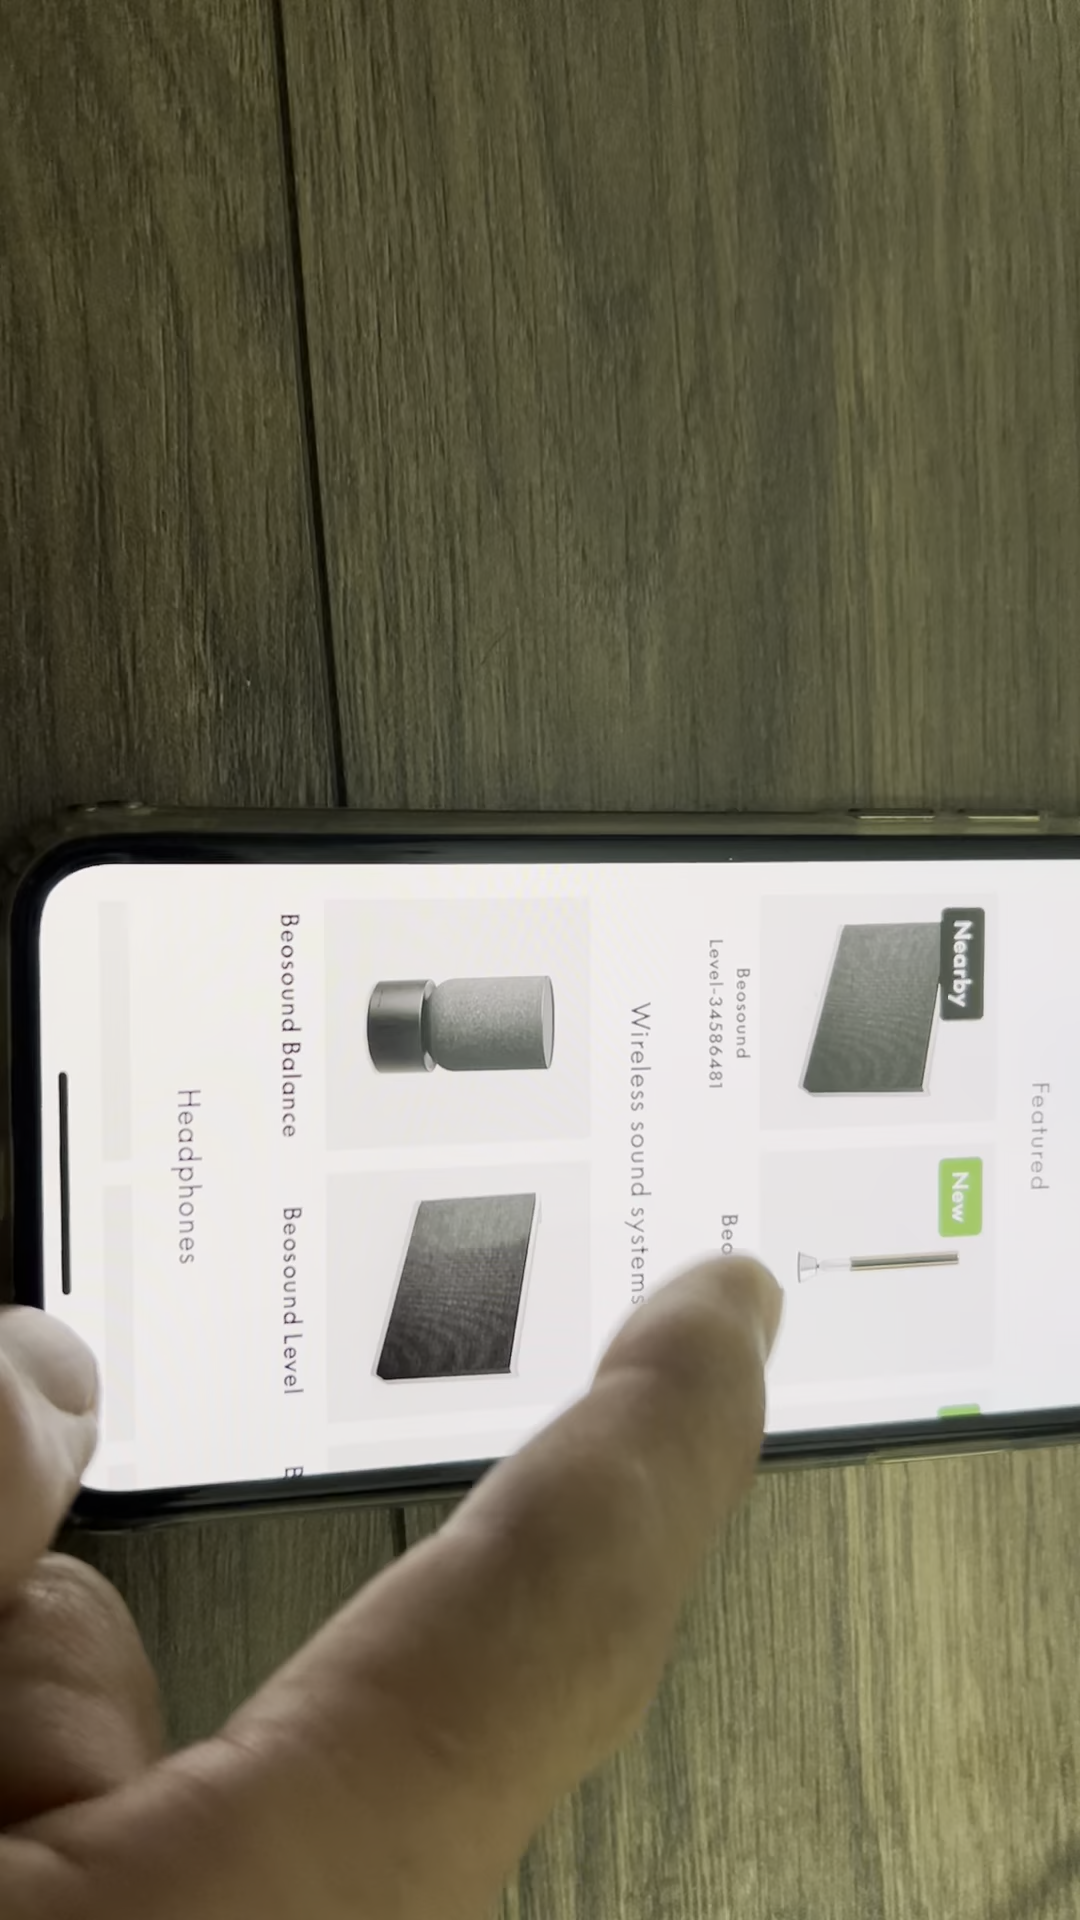 Featured
Nearby
New
Beosound
Level-34586481
Wireless sound systems
Beosound Balance
Beosound Level
Headphones